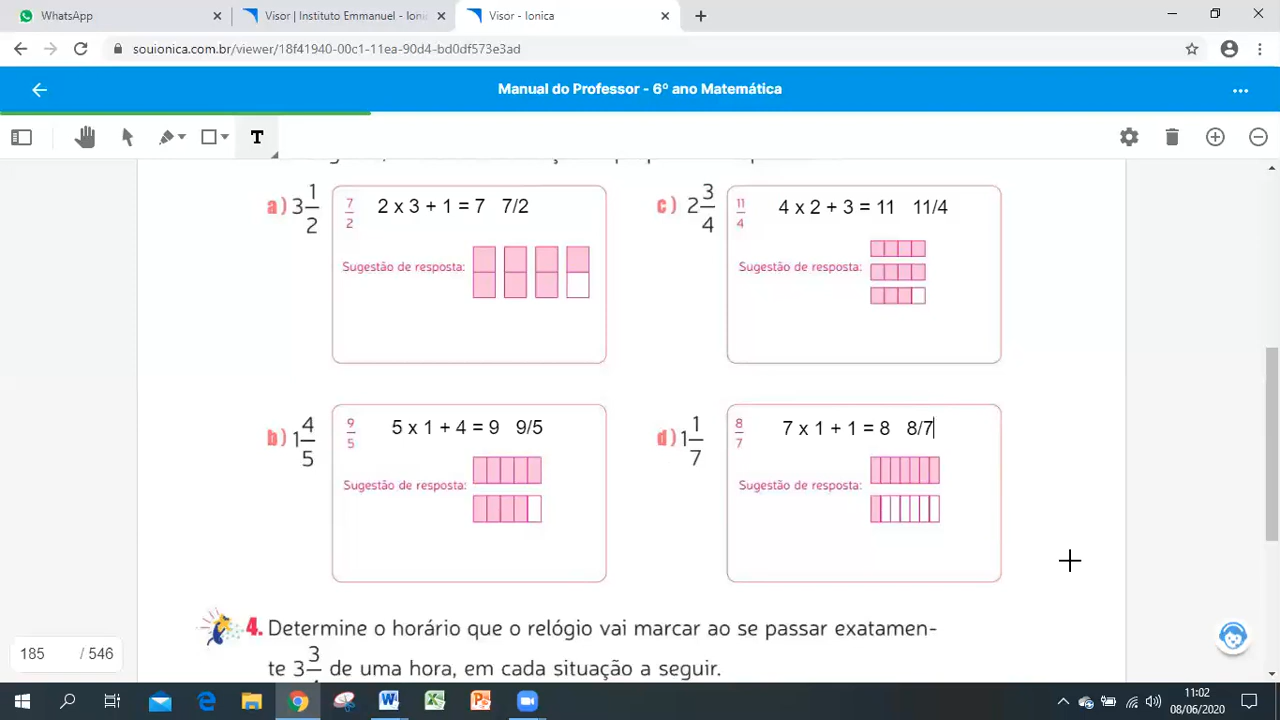 WhatsApp
Visor | Instituto Emmanuel - Ioni
Visor - Ionica
souionica.com.br/viewer/18f41940-00c1-11ea-90d4-bd0df573e3ad
Manual do Professor - 6º ano Matemática
T
a) 3 1/2
7/2 2 x 3 + 1 = 7 7/2
Sugestão de resposta:
c) 2 3/4
11/4 4 x 2 + 3 = 11 11/4
Sugestão de resposta:
b) 1 4/5
9/5 5 x 1 + 4 = 9 9/5
Sugestão de resposta:
d) 1 1/7
8/7 7 x 1 + 1 = 8 8/7
Sugestão de resposta:
4. Determine o horário que o relógio vai marcar ao se passar exatamen-
te 3 3/4 de uma hora, em cada situação a seguir.
185 / 546
11:02
08/06/2020